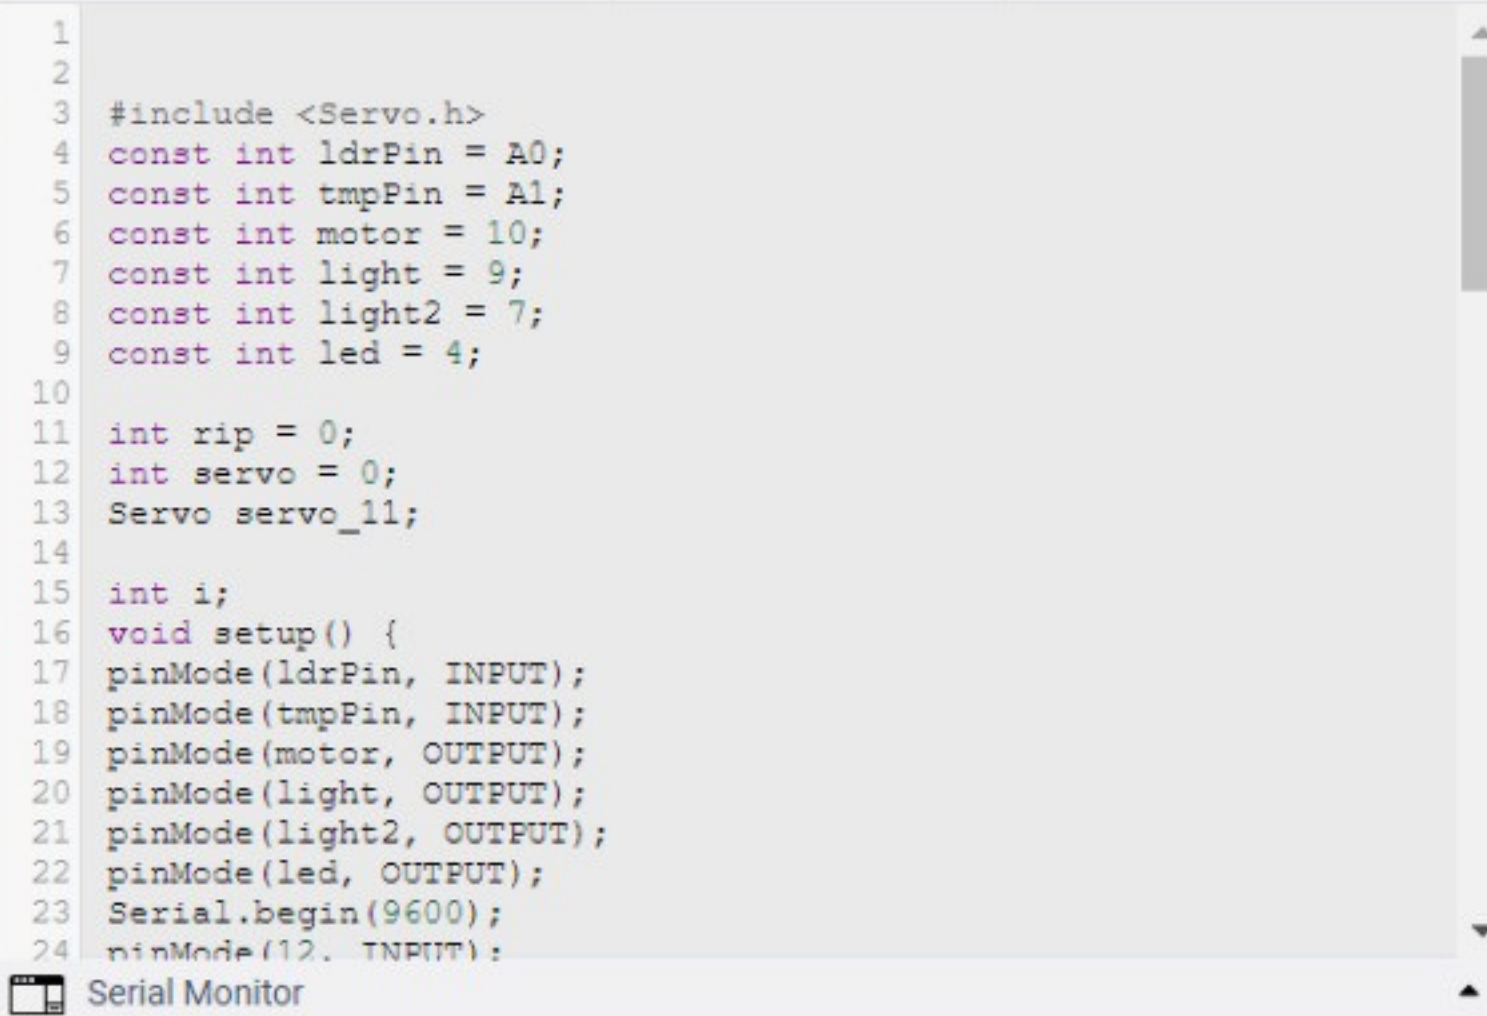 1
2
3 #include <Servo.h>
4 const int ldrPin = A0;
5 const int tmpPin = A1;
6 const int motor = 10;
7 const int light = 9;
8 const int light2 = 7;
9 const int led = 4;
10
11 int rip = 0;
12 int servo = 0;
13 Servo servo_11;
14
15 int i;
16 void setup() {
17 pinMode(ldrPin, INPUT);
18 pinMode(tmpPin, INPUT);
19 pinMode(motor, OUTPUT);
20 pinMode(light, OUTPUT);
21 pinMode(light2, OUTPUT);
22 pinMode(led, OUTPUT);
23 Serial.begin(9600);
24 pinMode(12, INPUT);
Serial Monitor